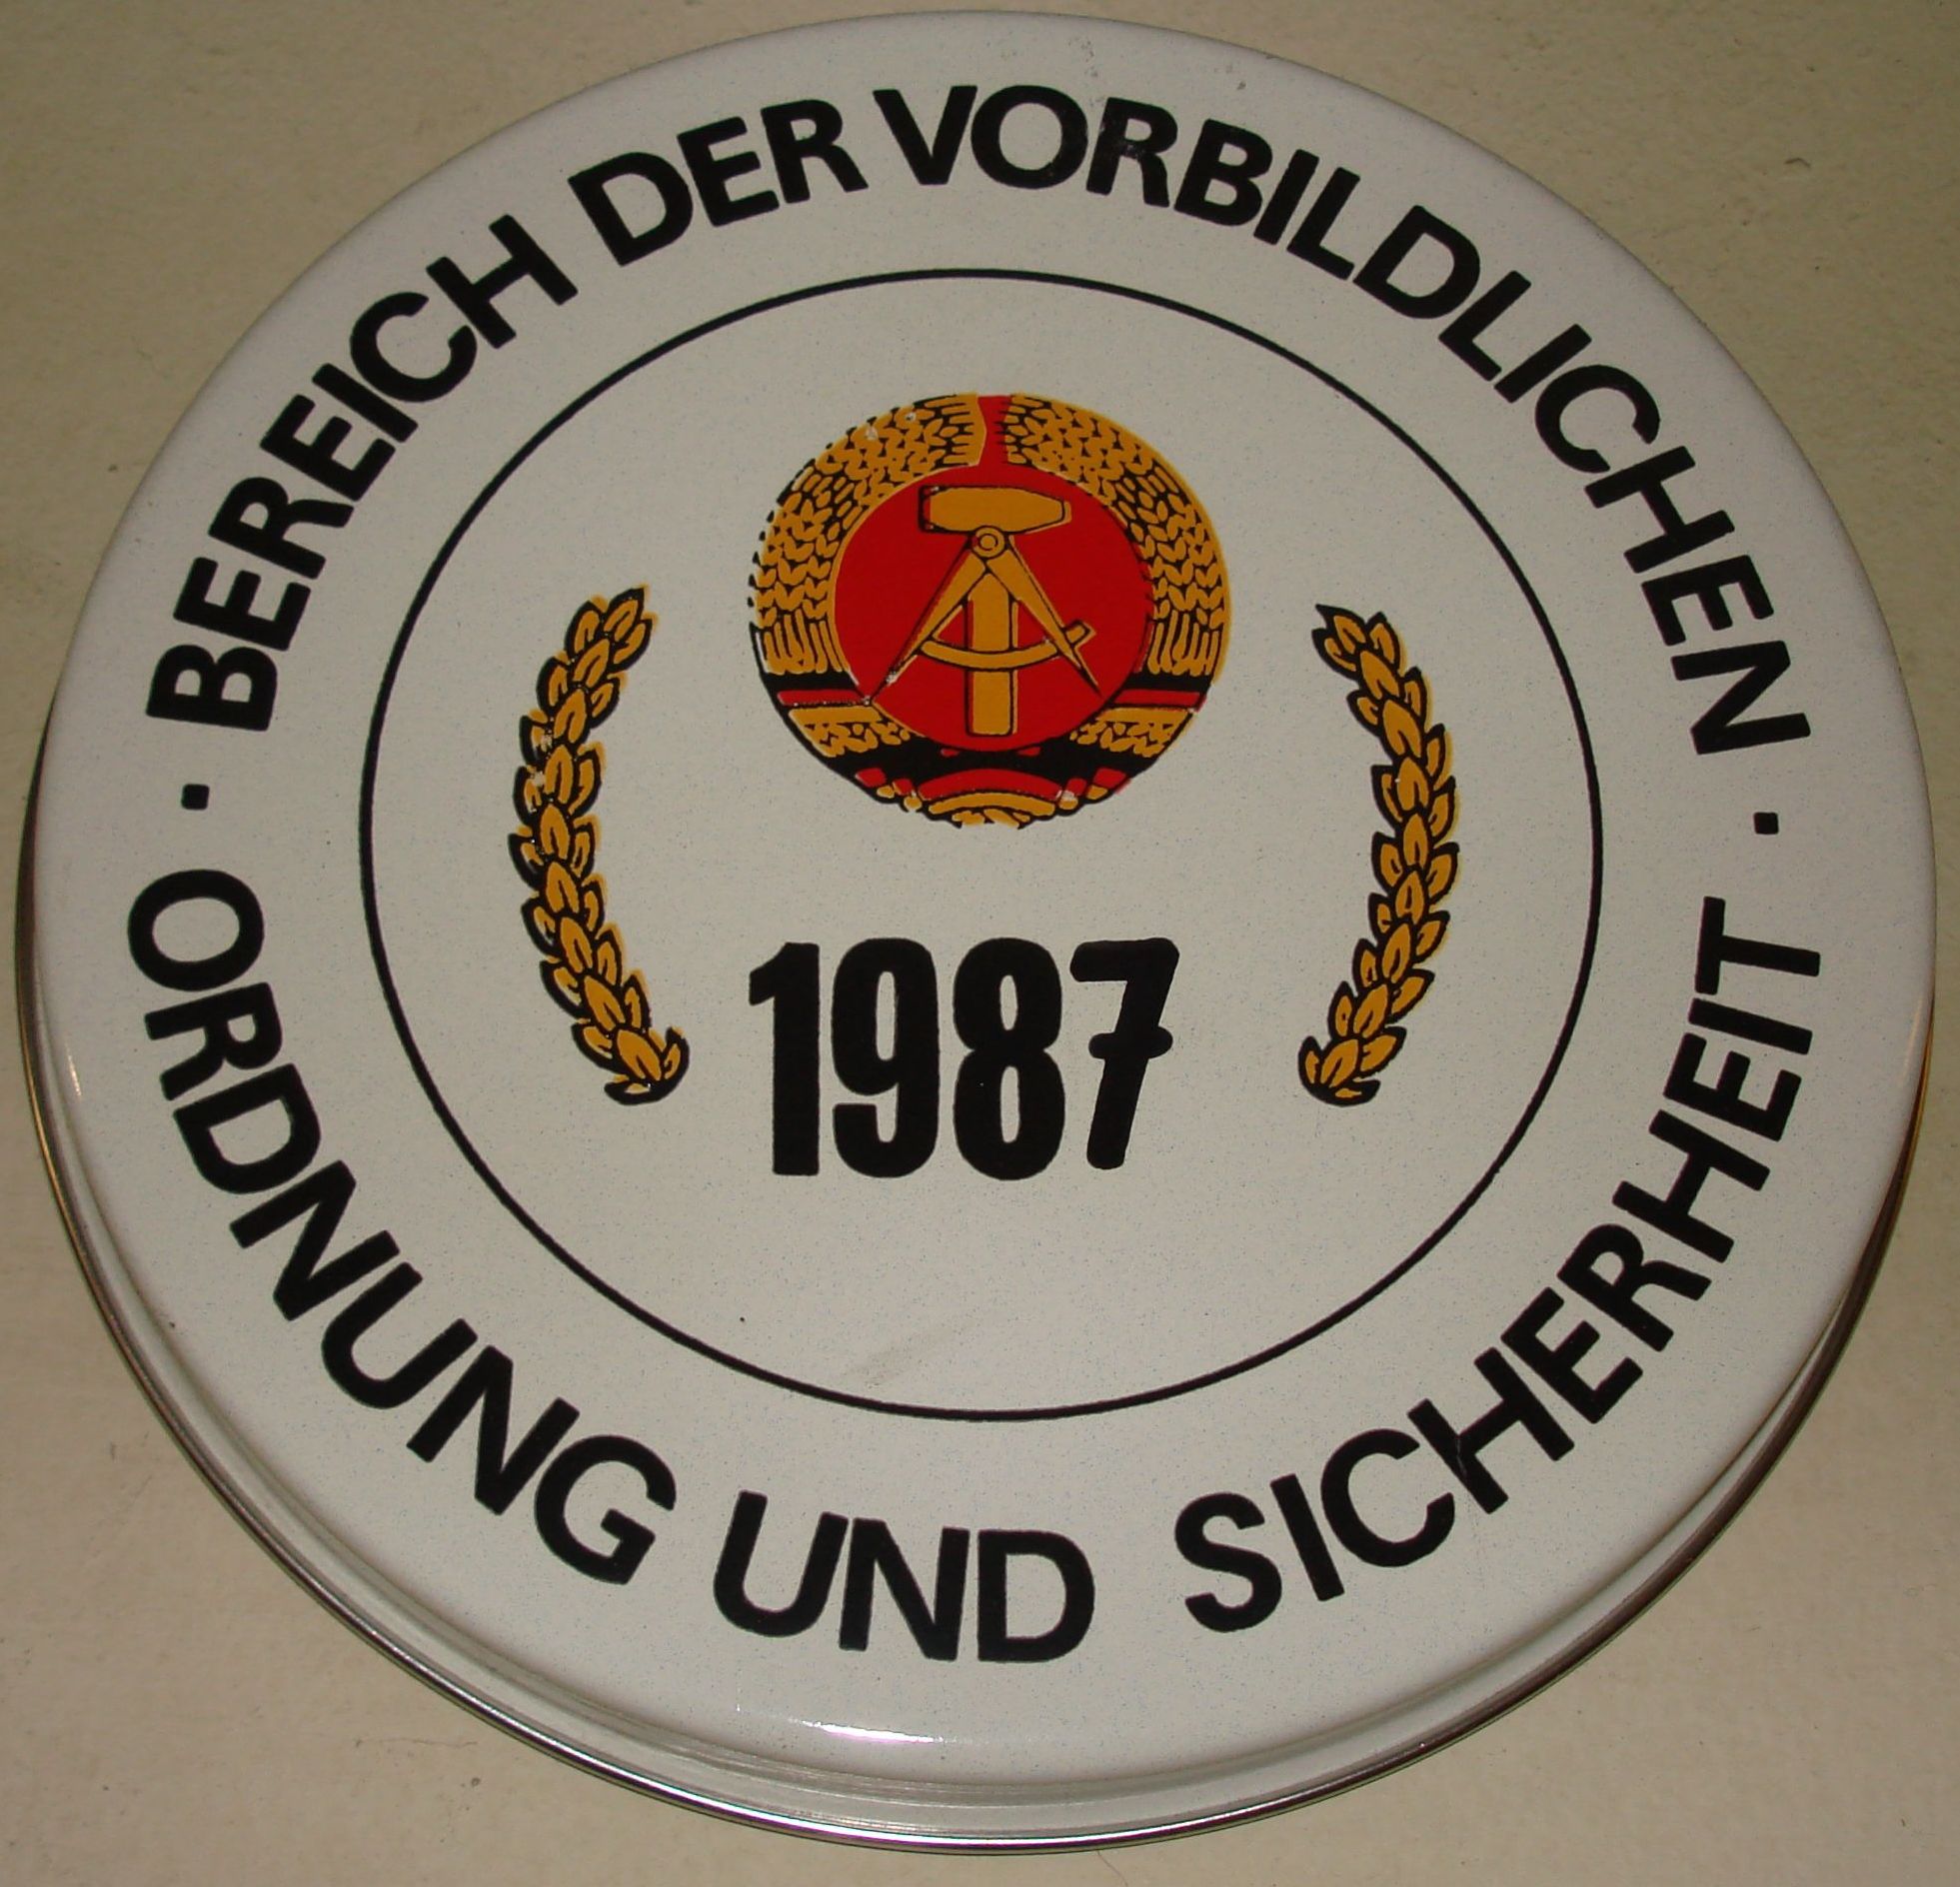 · BEREICH DER VORBILDLICHEN ·
ORDNUNG UND SICHERHEIT
1987